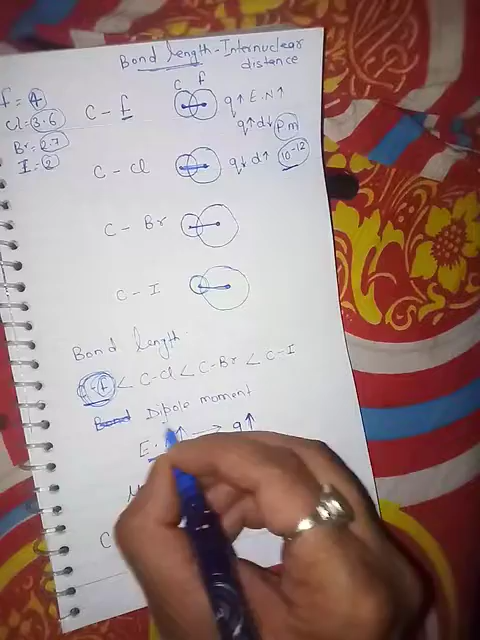 Bond length - Internuclear
distance
f = 4
Cl = 3.6
Br = 2.7
I = 2
C f
C - f
q↑ E.N↑
q↑ d↓ pm
C - Cl
q↓ d↑ 10-12
C - Br
C - I
Bond length
C-f < C-Cl < C-Br < C-I
Dipole moment
E. ↑ → q↑
C